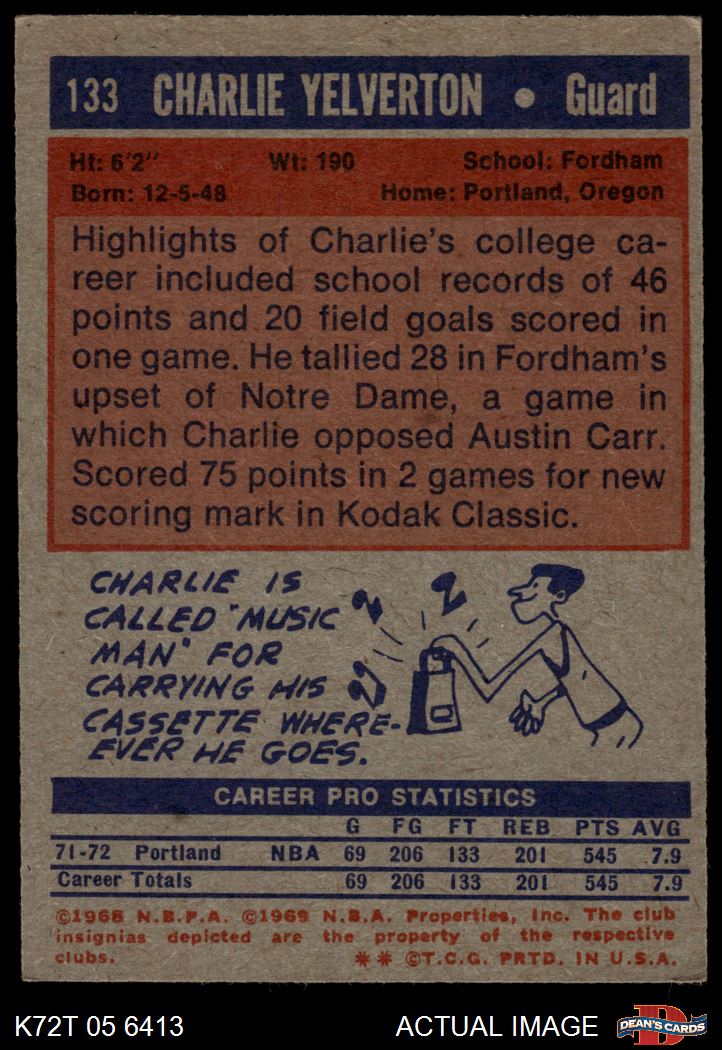 133 CHARLIE YELVERTON • Guard
Ht: 6'2" Wt: 190 School: Fordham
Born: 12-5-48 Home: Portland, Oregon
Highlights of Charlie's college ca-
reer included school records of 46
points and 20 field goals scored in
one game. He tallied 28 in Fordham's
upset of Notre Dame, a game in
which Charlie opposed Austin Carr.
Scored 75 points in 2 games for new
scoring mark in Kodak Classic.
CHARLIE IS
CALLED "MUSIC
MAN" FOR
CARRYING HIS
CASSETTE WHERE-
EVER HE GOES.
CAREER PRO STATISTICS
G FG FT REB PTS AVG
71-72 Portland NBA 69 206 133 201 545 7.9
Career Totals 69 206 133 201 545 7.9
©1968 N.B.P.A. ©1969 N.B.A. Properties, Inc. The club
insignias depicted are the property of the respective
clubs. ** ©T.C.G. PRTD. IN U.S.A.
K72T 05 6413 ACTUAL IMAGE D DEAN'S CARDS